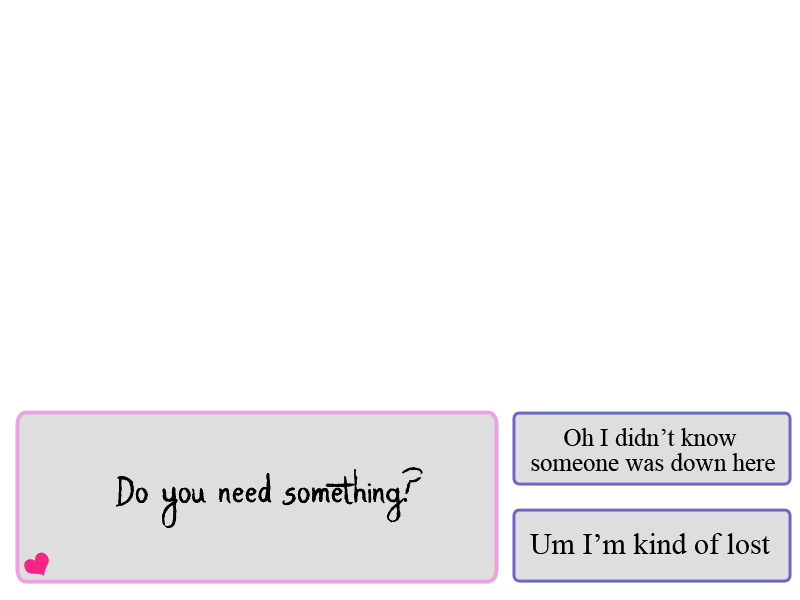 Do you need something?
Oh I didn’t know
someone was down here
Um I’m kind of lost